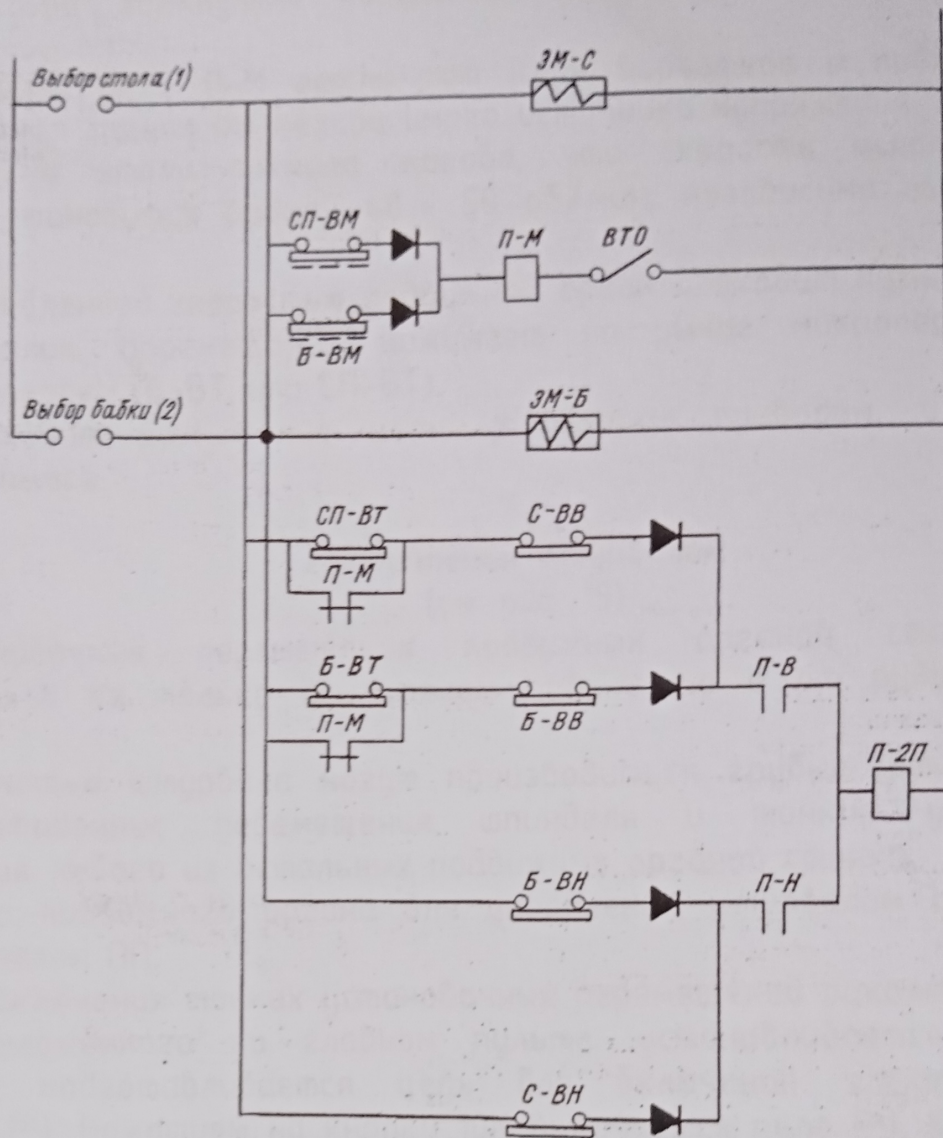 ЭМ-С
Выбор стола (1)
СП-ВМ
П-М
ВТО
Б-ВМ
Выбор бабки (2)
ЭМ-Б
СП-ВТ
С-ВВ
П-М
Б-ВТ
П-В
П-М
Б-ВВ
П-2П
Б-ВН
П-Н
С-ВН